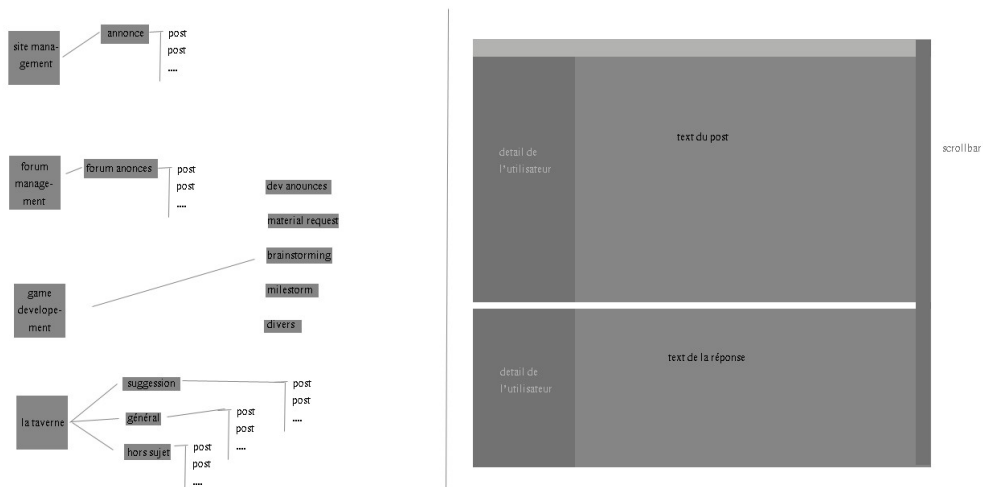 site mana-
gement
annonce
post
post
....
forum
manage-
ment
forum anonces
post
post
....
game
develope-
ment
dev anounces
material request
brainstorming
milestorm
divers
la taverne
suggession
post
post
....
général
post
post
....
hors sujet
post
post
....
detail de
l'utilisateur
text du post
scrollbar
detail de
l'utilisateur
text de la réponse